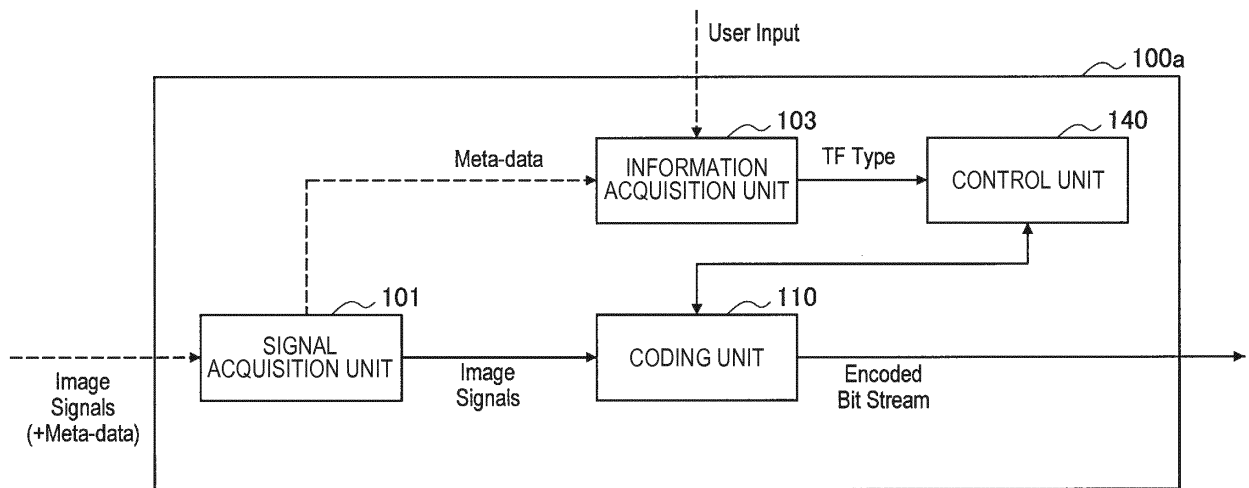 User Input
100a
103
140
Meta-data
INFORMATION
ACQUISITION UNIT
TF Type
CONTROL UNIT
101
110
SIGNAL
ACQUISITION UNIT
CODING UNIT
Image
Signals
(+Meta-data)
Image
Signals
Encoded
Bit Stream